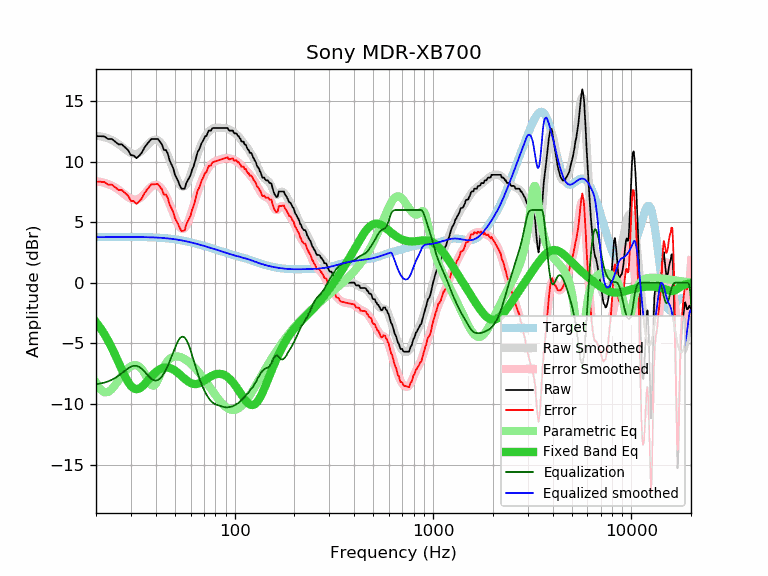 Sony MDR-XB700
15
10
5
0
−5
−10
−15
Amplitude (dBr)
100
1000
10000
Frequency (Hz)
Target
Raw Smoothed
Error Smoothed
Raw
Error
Parametric Eq
Fixed Band Eq
Equalization
Equalized smoothed